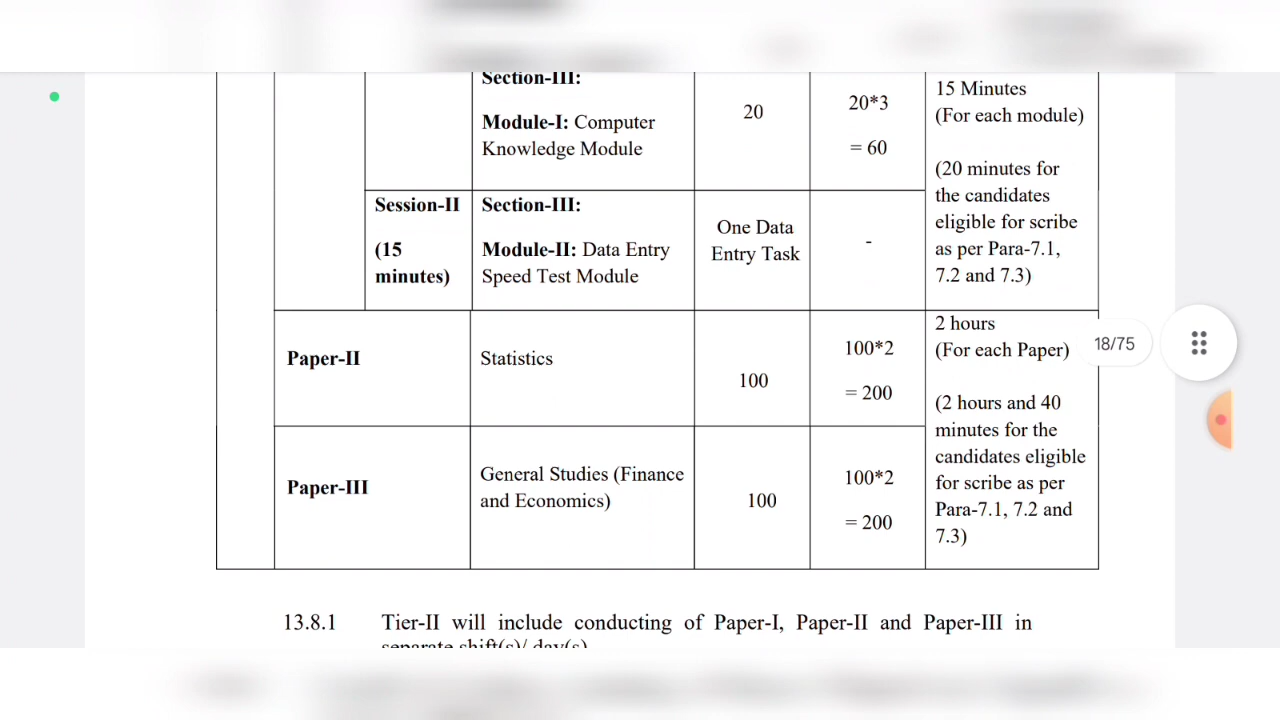 Section-III:
Module-I: Computer
Knowledge Module
20
20*3
= 60
15 Minutes
(For each module)
(20 minutes for
the candidates
eligible for scribe
as per Para-7.1,
7.2 and 7.3)
Session-II
(15
minutes)
Section-III:
Module-II: Data Entry
Speed Test Module
One Data
Entry Task
-
Paper-II
Statistics
100
100*2
= 200
2 hours
(For each Paper)
(2 hours and 40
minutes for the
candidates eligible
for scribe as per
Para-7.1, 7.2 and
7.3)
Paper-III
General Studies (Finance
and Economics)
100
100*2
= 200
18/75
13.8.1 Tier-II will include conducting of Paper-I, Paper-II and Paper-III in
separate shift(s)/ day(s)